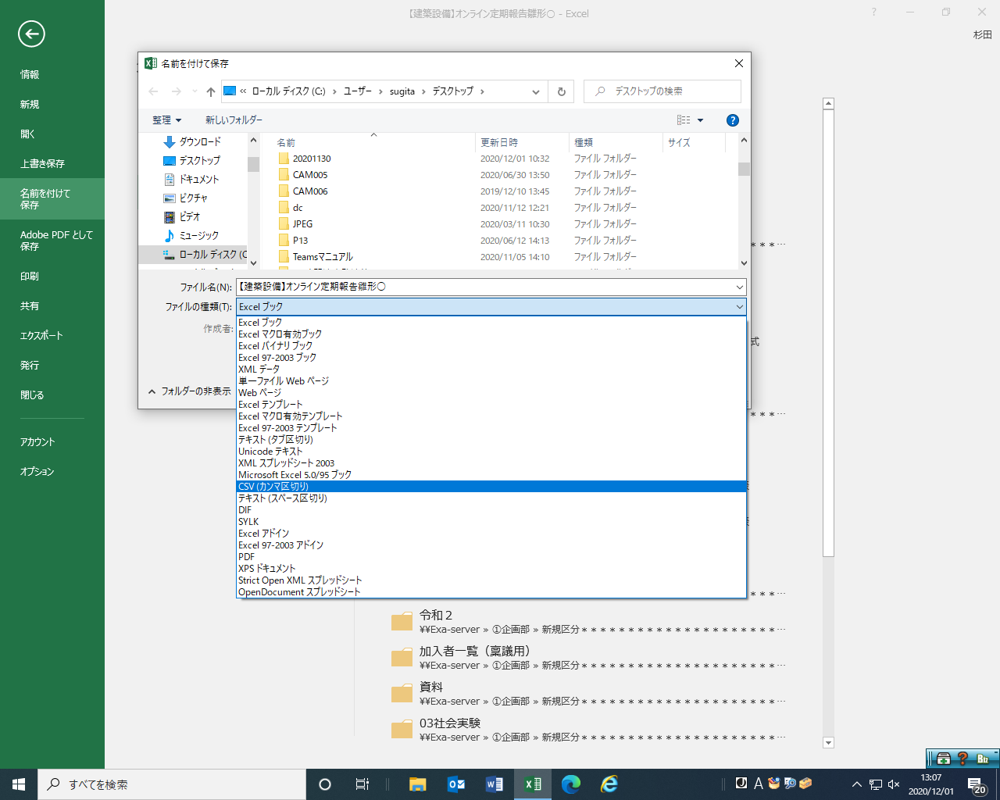 【建築設備】オンライン定期報告雛形〇 - Excel
?
杉田
情報
新規
開く
上書き保存
名前を付けて
保存
Adobe PDF として
保存
印刷
共有
エクスポート
発行
閉じる
アカウント
オプション
名前を付けて保存
« ローカル ディスク (C:) › ユーザー › sugita › デスクトップ ›
デスクトップの検索
整理
新しいフォルダー
?
ダウンロード
デスクトップ
ドキュメント
ピクチャ
ビデオ
ミュージック
ローカル ディスク (C
名前 更新日時 種類 サイズ
20201130 2020/12/01 10:32 ファイル フォルダー
CAM005 2020/06/30 13:50 ファイル フォルダー
CAM006 2019/12/10 13:45 ファイル フォルダー
dc 2020/11/12 12:21 ファイル フォルダー
JPEG 2020/03/11 10:30 ファイル フォルダー
P13 2020/06/12 14:13 ファイル フォルダー
Teamsマニュアル 2020/11/05 14:10 ファイル フォルダー
ファイル名(N): 【建築設備】オンライン定期報告雛形〇
ファイルの種類(T): Excel ブック
作成者:
フォルダーの非表示
Excel ブック
Excel マクロ有効ブック
Excel バイナリ ブック
Excel 97-2003 ブック
XML データ
単一ファイル Web ページ
Web ページ
Excel テンプレート
Excel マクロ有効テンプレート
Excel 97-2003 テンプレート
テキスト (タブ区切り)
Unicode テキスト
XML スプレッドシート 2003
Microsoft Excel 5.0/95 ブック
CSV (カンマ区切り)
テキスト (スペース区切り)
DIF
SYLK
Excel アドイン
Excel 97-2003 アドイン
PDF
XPS ドキュメント
Strict Open XML スプレッドシート
OpenDocument スプレッドシート
＊＊＊…
式
＊＊＊…
＊＊＊…
令和２
¥¥Exa-server » ①企画部 » 新規区分＊＊＊＊＊＊＊＊＊＊＊＊＊＊＊＊＊＊＊＊＊…
加入者一覧（稟議用）
¥¥Exa-server » ①企画部 » 新規区分＊＊＊＊＊＊＊＊＊＊＊＊＊＊＊＊＊＊＊＊＊…
資料
¥¥Exa-server » ①企画部 » 新規区分＊＊＊＊＊＊＊＊＊＊＊＊＊＊＊＊＊＊＊＊＊…
03社会実験
¥¥Exa-server » ①企画部 » 新規区分＊＊＊＊＊＊＊＊＊＊＊＊＊＊＊＊＊＊＊＊＊…
? Bu
すべてを検索
A
13:07
2020/12/01
20